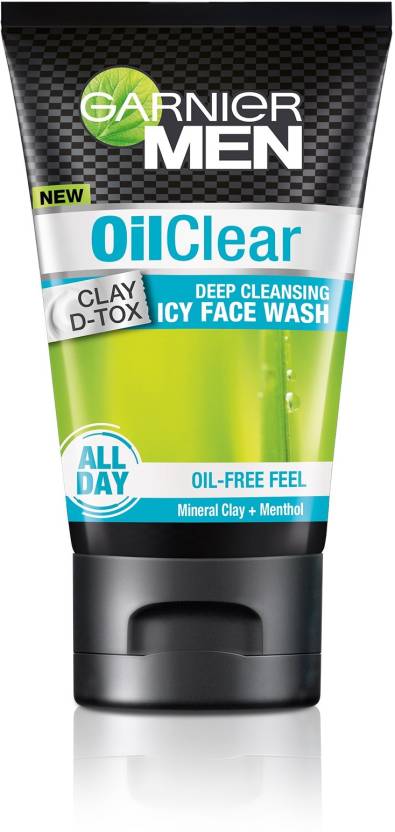 GARNIER
MEN
NEW
OilClear
CLAY
D-TOX
DEEP CLEANSING
ICY FACE WASH
ALL
DAY
OIL-FREE FEEL
Mineral Clay + Menthol